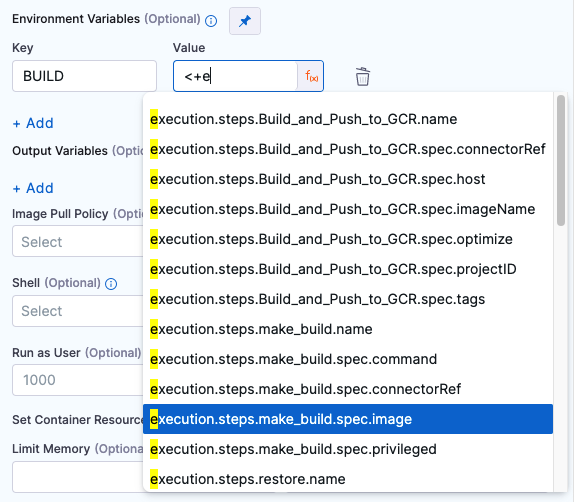 Environment Variables (Optional)
Key
Value
BUILD
<+e
f(x)
execution.steps.Build_and_Push_to_GCR.name
+ Add
execution.steps.Build_and_Push_to_GCR.spec.connectorRef
Output Variables (Optio
execution.steps.Build_and_Push_to_GCR.spec.host
+ Add
execution.steps.Build_and_Push_to_GCR.spec.imageName
Image Pull Policy (Opti
execution.steps.Build_and_Push_to_GCR.spec.optimize
Select
execution.steps.Build_and_Push_to_GCR.spec.projectID
Shell (Optional)
execution.steps.Build_and_Push_to_GCR.spec.tags
Select
execution.steps.make_build.name
Run as User (Optional)
execution.steps.make_build.spec.command
1000
execution.steps.make_build.spec.connectorRef
Set Container Resource
execution.steps.make_build.spec.image
Limit Memory (Optiona
execution.steps.make_build.spec.privileged
execution.steps.restore.name